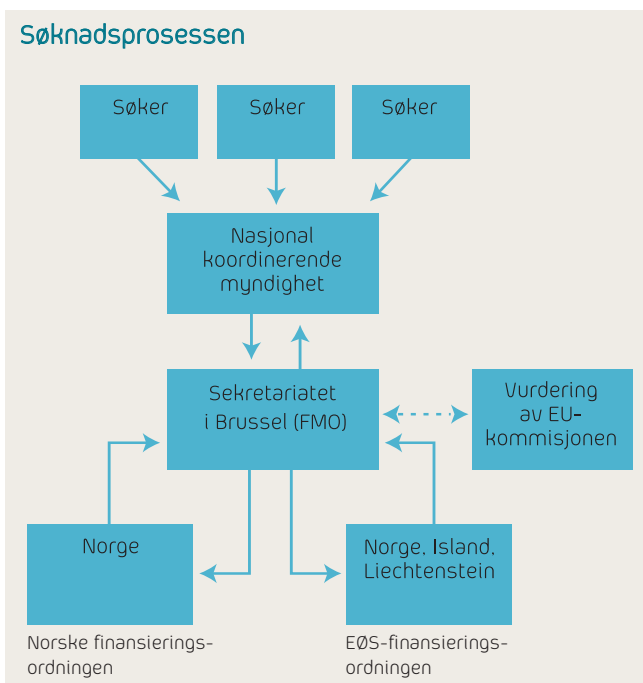 Søknadsprosessen
Søker
Søker
Søker
Nasjonal
koordinerende
myndighet
Sekretariatet
i Brussel (FMO)
Vurdering
av EU-
kommisjonen
Norge
Norge, Island,
Liechtenstein
Norske finansierings-
ordningen
EØS-finansierings-
ordningen